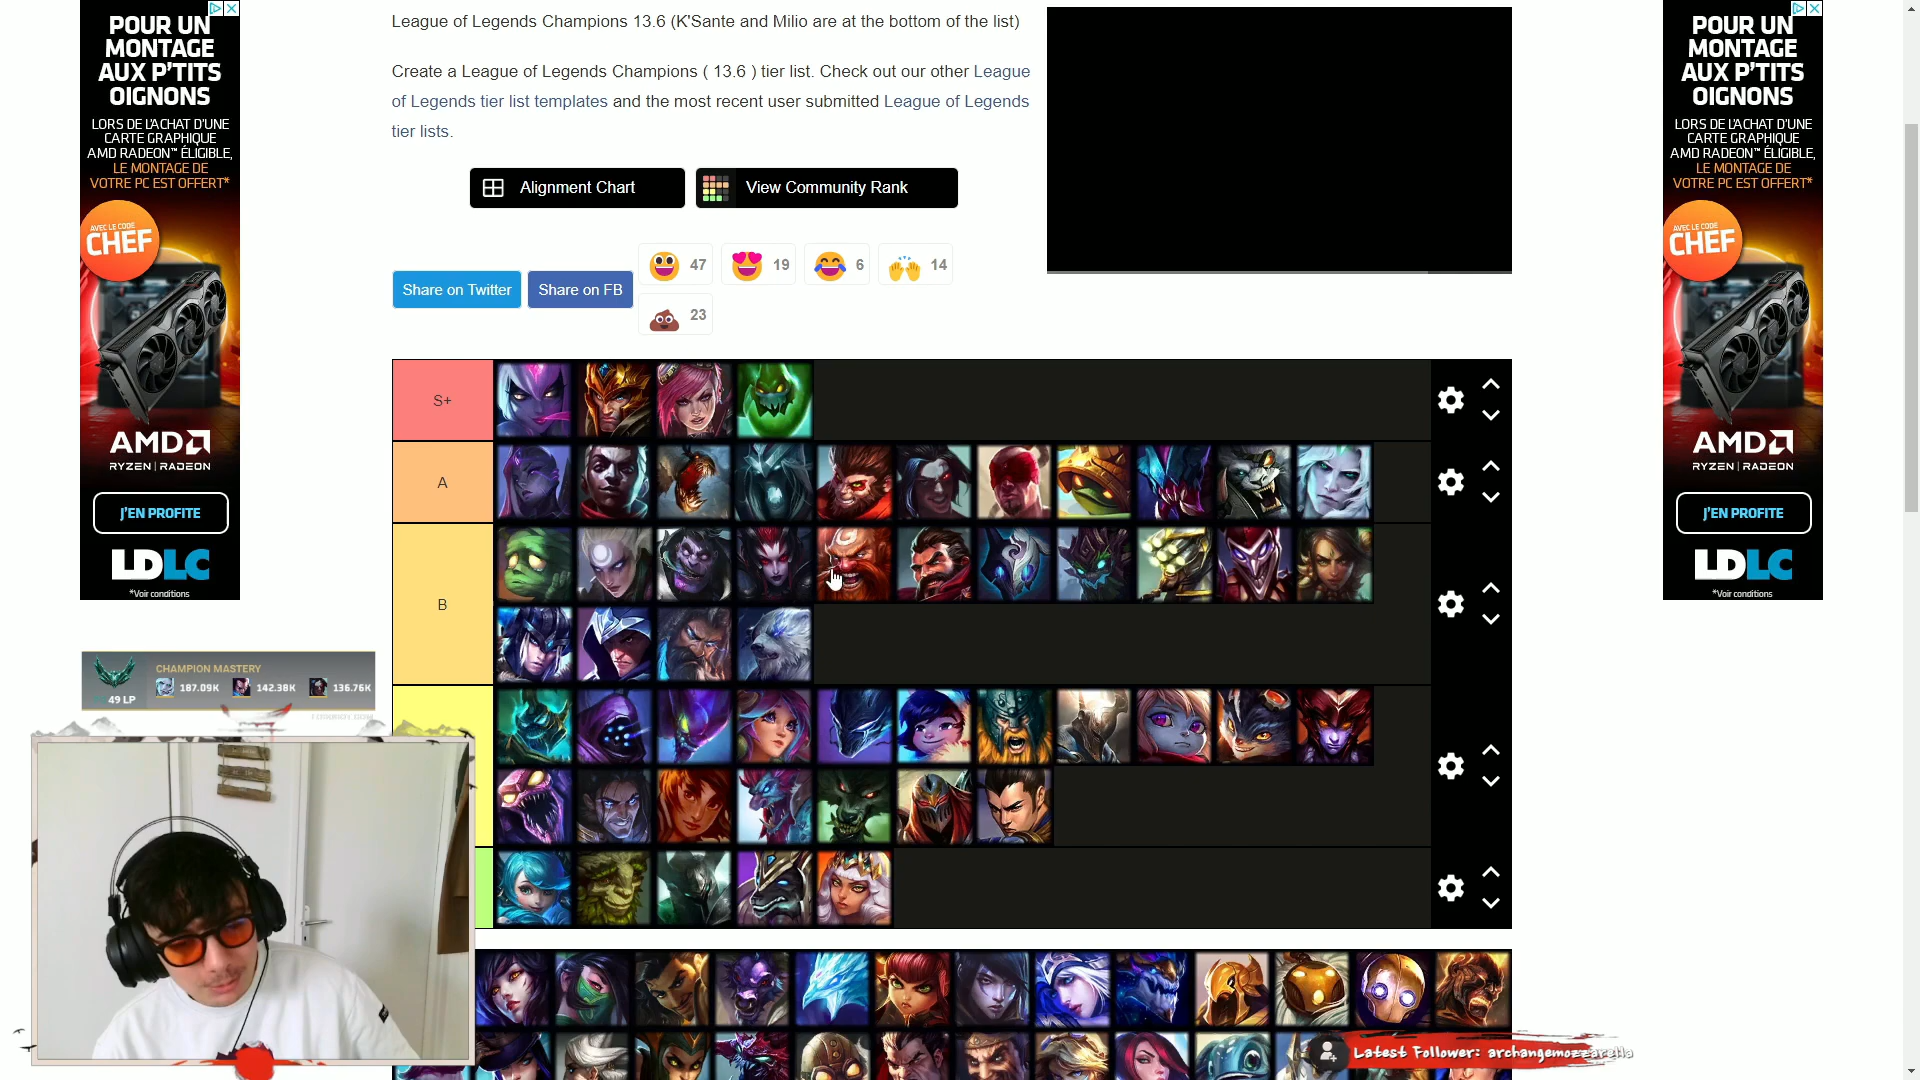 POUR UN
MONTAGE
AUX P'TITS
OIGNONS
LORS DE L'ACHAT D'UNE
CARTE GRAPHIQUE
AMD RADEON™ ÉLIGIBLE,
LE MONTAGE DE
VOTRE PC EST OFFERT*
AVEC LE CODE
CHEF
AMD
RYZEN | RADEON
J'EN PROFITE
LDLC
*Voir conditions
League of Legends Champions 13.6 (K'Sante and Milio are at the bottom of the list)
Create a League of Legends Champions ( 13.6 ) tier list. Check out our other League
of Legends tier list templates and the most recent user submitted League of Legends
tier lists.
Alignment Chart
View Community Rank
Share on Twitter
Share on FB
47
19
6
14
23
S+
A
B
CHAMPION MASTERY
187.09K
142.38K
136.76K
49 LP
Latest Follower: archangemozzarella
POUR UN
MONTAGE
AUX P'TITS
OIGNONS
LORS DE L'ACHAT D'UNE
CARTE GRAPHIQUE
AMD RADEON™ ÉLIGIBLE,
LE MONTAGE DE
VOTRE PC EST OFFERT*
AVEC LE CODE
CHEF
AMD
RYZEN | RADEON
J'EN PROFITE
LDLC
*Voir conditions